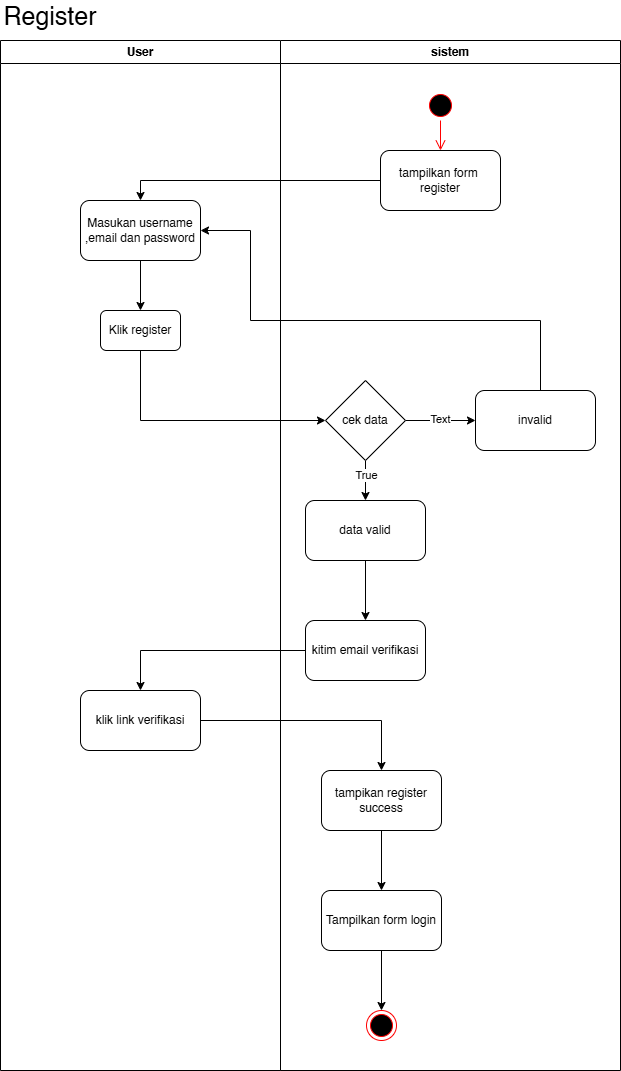 Register
User
sistem
tampilkan form
register
Masukan username
,email dan password
Klik register
cek data
Text
invalid
True
data valid
kitim email verifikasi
klik link verifikasi
tampikan register
success
Tampilkan form login